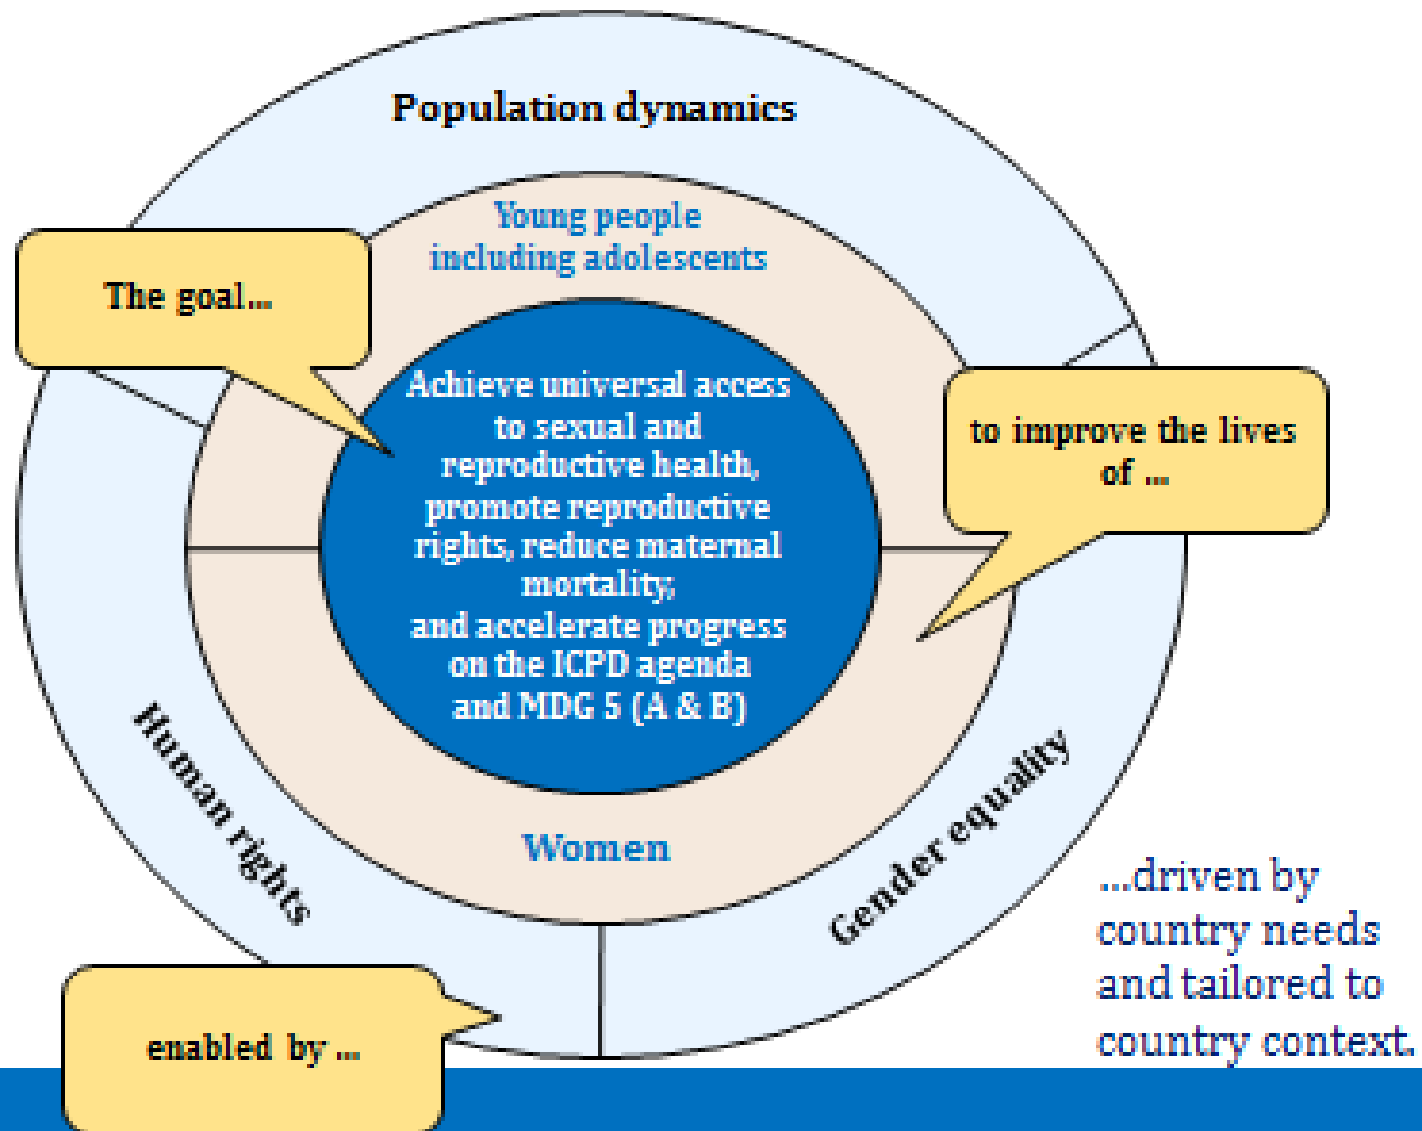 Population dynamics
Young people
including adolescents
The goal...
Achieve universal access
to sexual and
reproductive health,
promote reproductive
rights, reduce maternal
mortality,
and accelerate progress
on the ICPD agenda
and MDG 5 (A & B)
to improve the lives
of ...
Women
Human rights
Gender equality
enabled by ...
...driven by
country needs
and tailored to
country context.